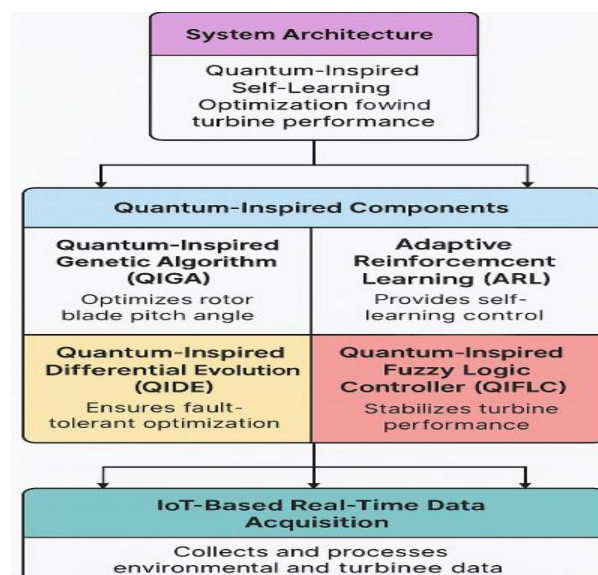 System Architecture
Quantum-Inspired
Self-Learning
Optimization fowind
turbine performance
Quantum-Inspired Components
Quantum-Inspired
Genetic Algorithm
(QIGA)
Optimizes rotor
blade pitch angle
Adaptive
Reinforcemcent
Learning (ARL)
Provides self-
learning control
Quantum-Inspired
Differential Evolution
(QIDE)
Ensures fault-
tolerant optimization
Quantum-Inspired
Fuzzy Logic
Controller (QIFLC)
Stabilizes turbine
performance
IoT-Based Real-Time Data
Acquisition
Collects and processes
environmental and turbinee data